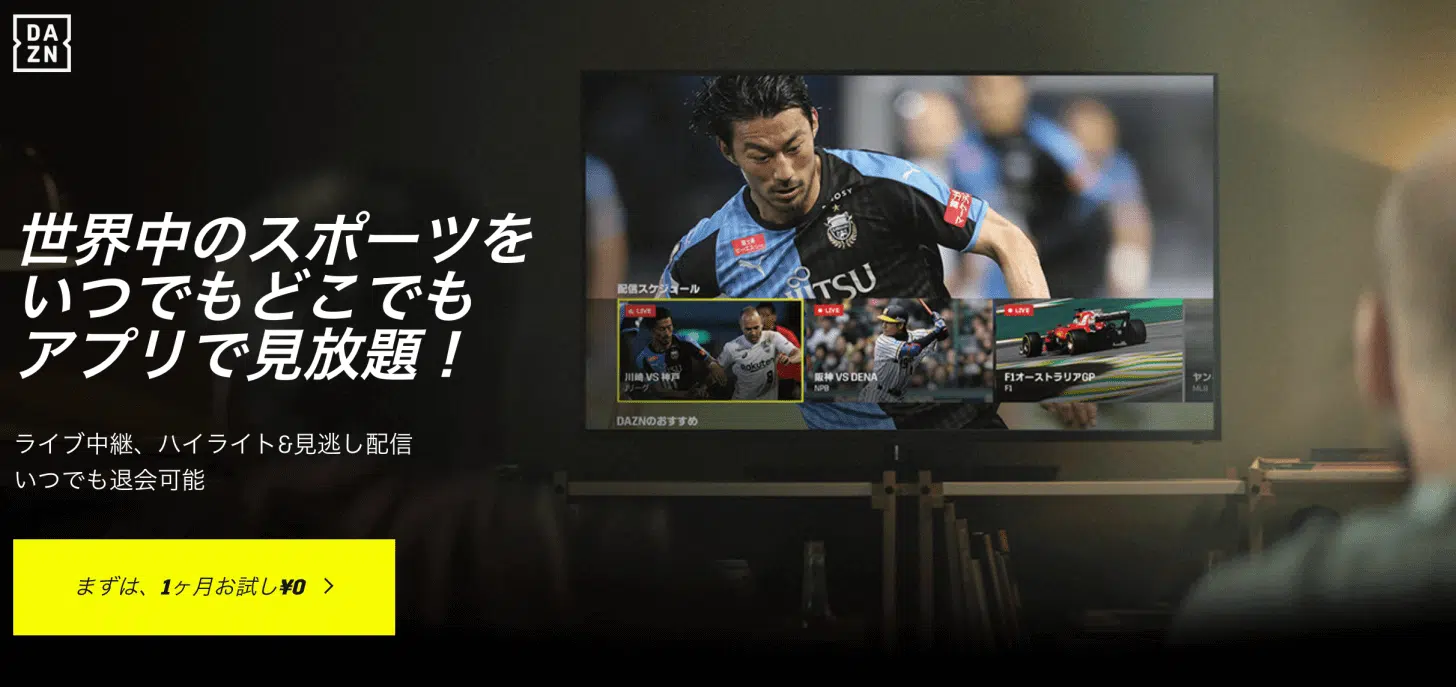 DA
ZN
世界中のスポーツを
いつでもどこでも
アプリで見放題！
ライブ中継、ハイライト&見逃し配信
いつでも退会可能
まずは、1ヶ月お試し¥0 >
配信スケジュール
LIVE
川崎 VS 神戸
Jリーグ
Rakuten
8
LIVE
阪神 VS DENA
NPB
LIVE
F1オーストラリアGP
F1
ヤン
MLB
DAZNのおすすめ